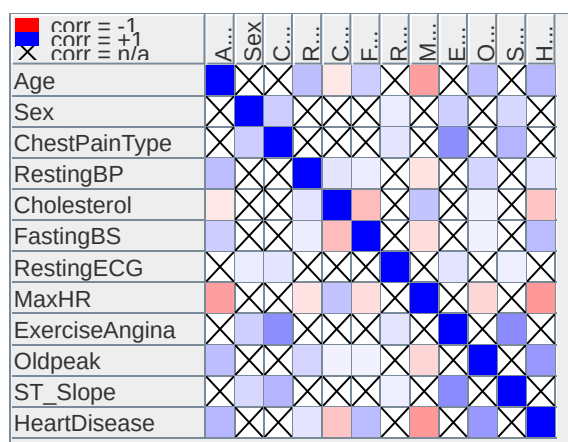 corr = -1
corr = +1
corr = n/a
A... Sex C... R... C... F... R... M... E... O... S... H...
Age
Sex
ChestPainType
RestingBP
Cholesterol
FastingBS
RestingECG
MaxHR
ExerciseAngina
Oldpeak
ST_Slope
HeartDisease